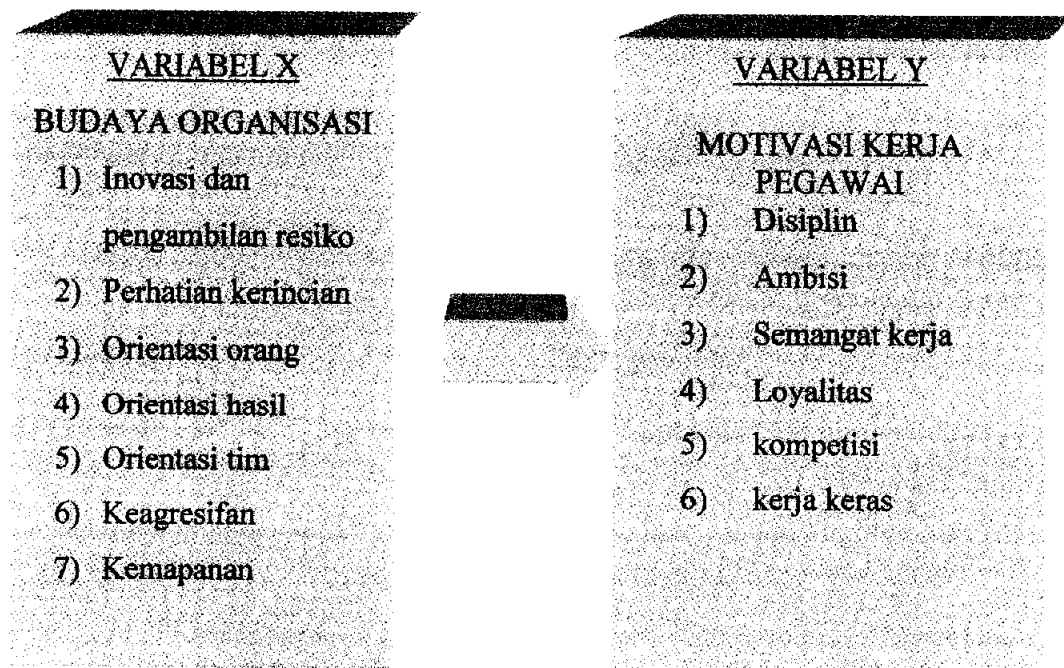 VARIABEL X
BUDAYA ORGANISASI
1) Inovasi dan
pengambilan resiko
2) Perhatian kerincian
3) Orientasi orang
4) Orientasi hasil
5) Orientasi tim
6) Keagresifan
7) Kemapanan
VARIABEL Y
MOTIVASI KERJA
PEGAWAI
1) Disiplin
2) Ambisi
3) Semangat kerja
4) Loyalitas
5) kompetisi
6) kerja keras